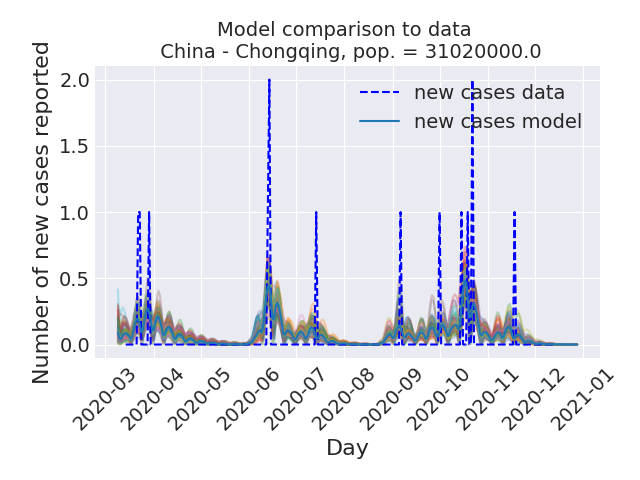 Model comparison to data
China - Chongqing, pop. = 31020000.0
Number of new cases reported
2.0
1.5
1.0
0.5
0.0
new cases data
new cases model
2020-03
2020-04
2020-05
2020-06
2020-07
2020-08
2020-09
2020-10
2020-11
2020-12
2021-01
Day